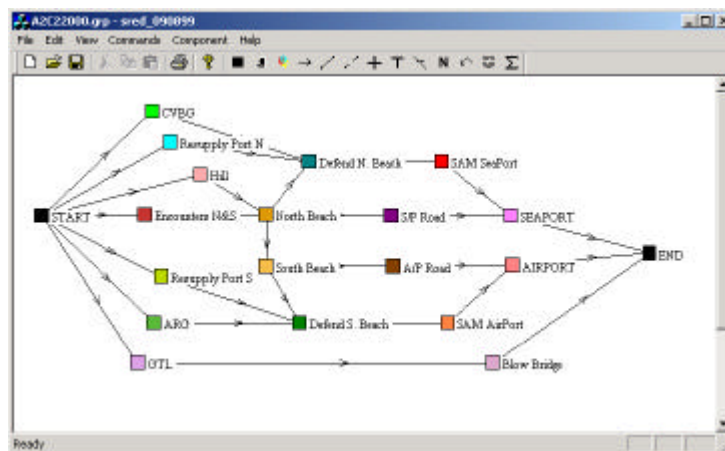 A2C22000.grp - sred_090899
File Edit View Commands Component Help
CVBG
Resupply Port N
Defend N. Beach
SAM SeaPort
Hill
START
Encounters N&S
North Beach
S/P Road
SEAPORT
END
South Beach
A/P Road
AIRPORT
Resupply Port S
ARG
Defend S. Beach
SAM AirPort
GTL
Blow Bridge
Ready